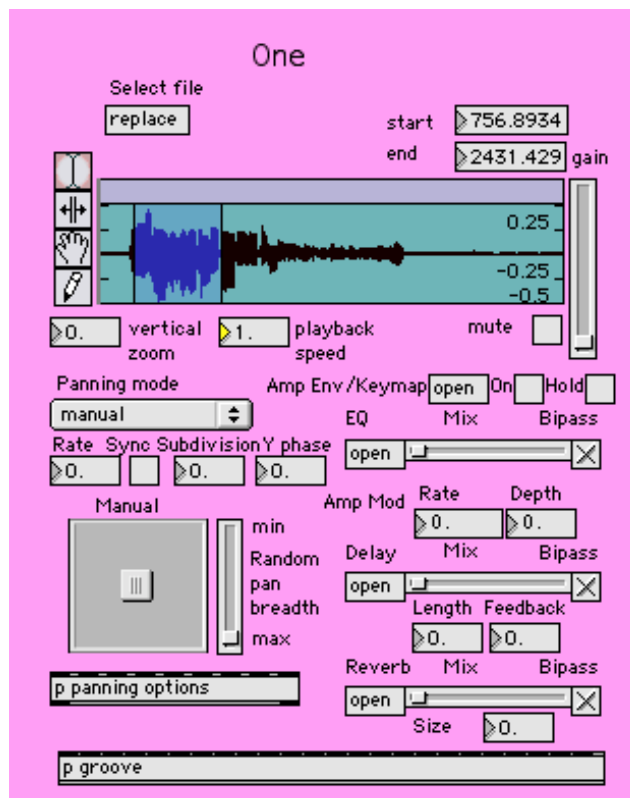 One
Select file
replace
start 756.8934
end 2431.429 gain
0.25
-0.25
-0.5
0. vertical zoom 1. playback speed mute
Panning mode
manual
Amp Env/Keymap open On Hold
EQ Mix Bipass
open
Rate Sync Subdivision Y phase
0. 0. 0.
Manual
min
Random
pan
breadth
max
Amp Mod Rate Depth
0. 0.
Delay Mix Bipass
open
Length Feedback
0. 0.
p panning options
Reverb Mix Bipass
open
Size 0.
p groove